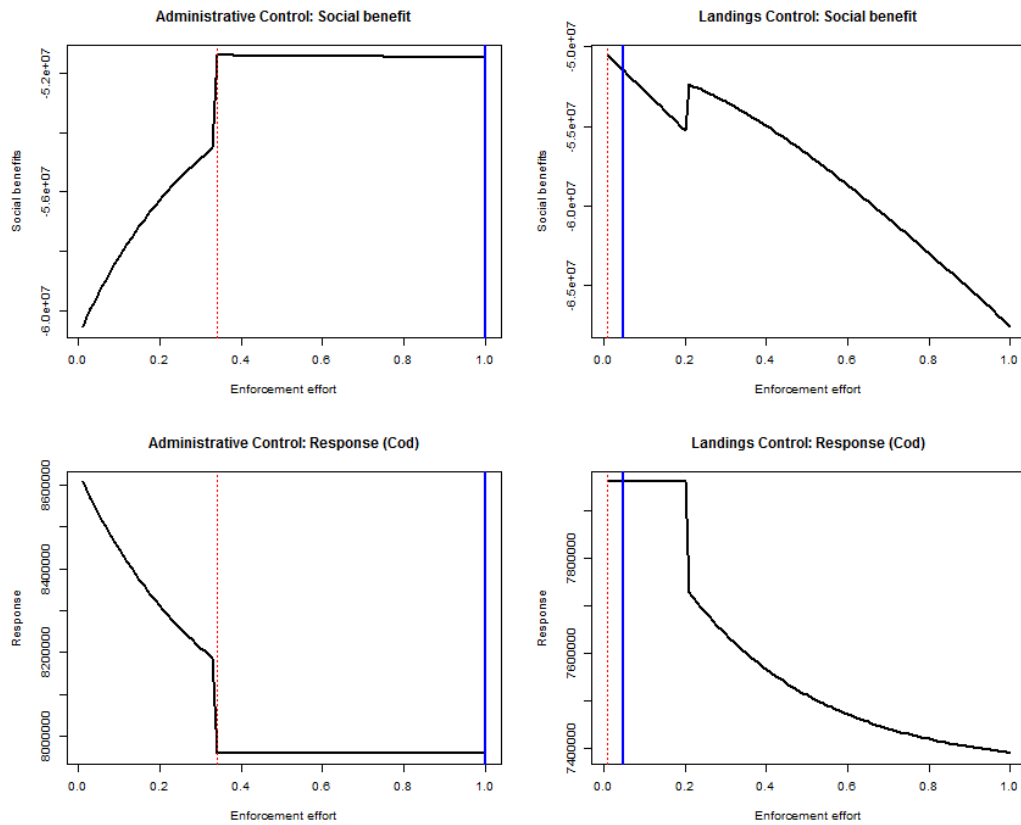 Administrative Control: Social benefit
Social benefits
-5.2e+07
-5.6e+07
-6.0e+07
0.0 0.2 0.4 0.6 0.8 1.0
Enforcement effort
Landings Control: Social benefit
Social benefits
-5.0e+07
-5.5e+07
-6.0e+07
-6.5e+07
0.0 0.2 0.4 0.6 0.8 1.0
Enforcement effort
Administrative Control: Response (Cod)
Response
8600000
8400000
8200000
8000000
0.0 0.2 0.4 0.6 0.8 1.0
Enforcement effort
Landings Control: Response (Cod)
Response
7800000
7600000
7400000
0.0 0.2 0.4 0.6 0.8 1.0
Enforcement effort